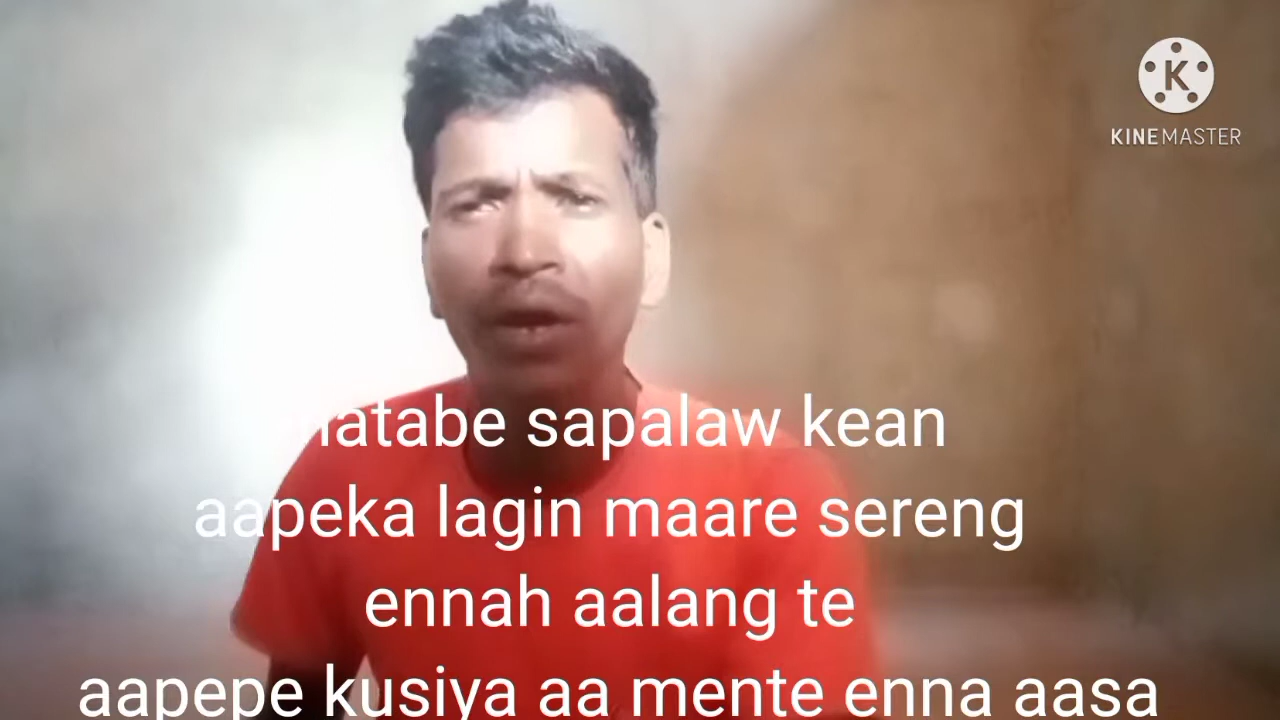 KINEMASTER
sapalaw kean
aapeka lagin maare sereng
ennah aalang te
aapepe kusiya aa mente enna aasa